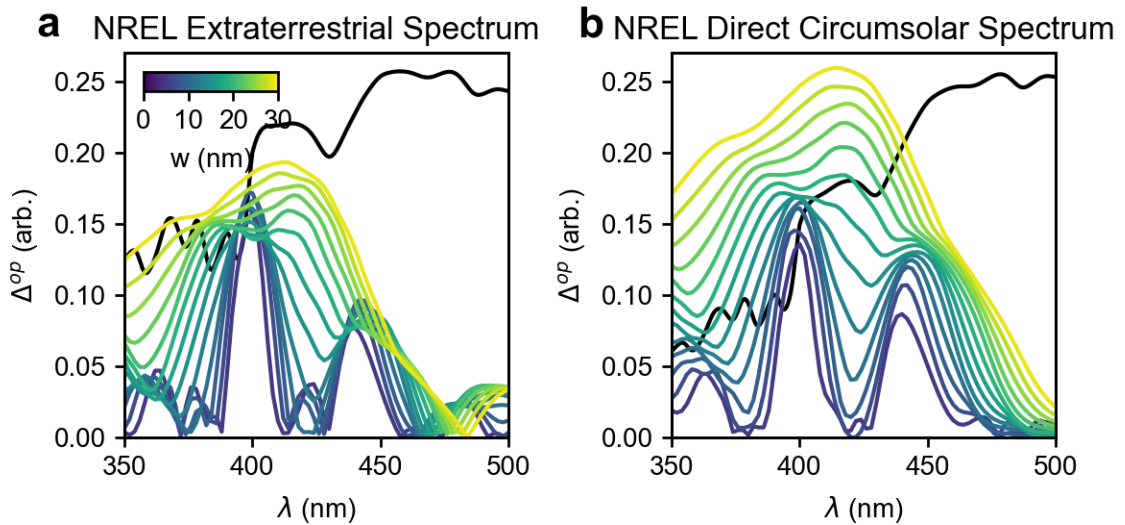 a NREL Extraterrestrial Spectrum
0.25
0.20
0.15
0.10
0.05
0.00
Δ^op (arb.)
0 10 20 30
w (nm)
350 400 450 500
λ (nm)
b NREL Direct Circumsolar Spectrum
0.25
0.20
0.15
0.10
0.05
0.00
Δ^op (arb.)
350 400 450 500
λ (nm)